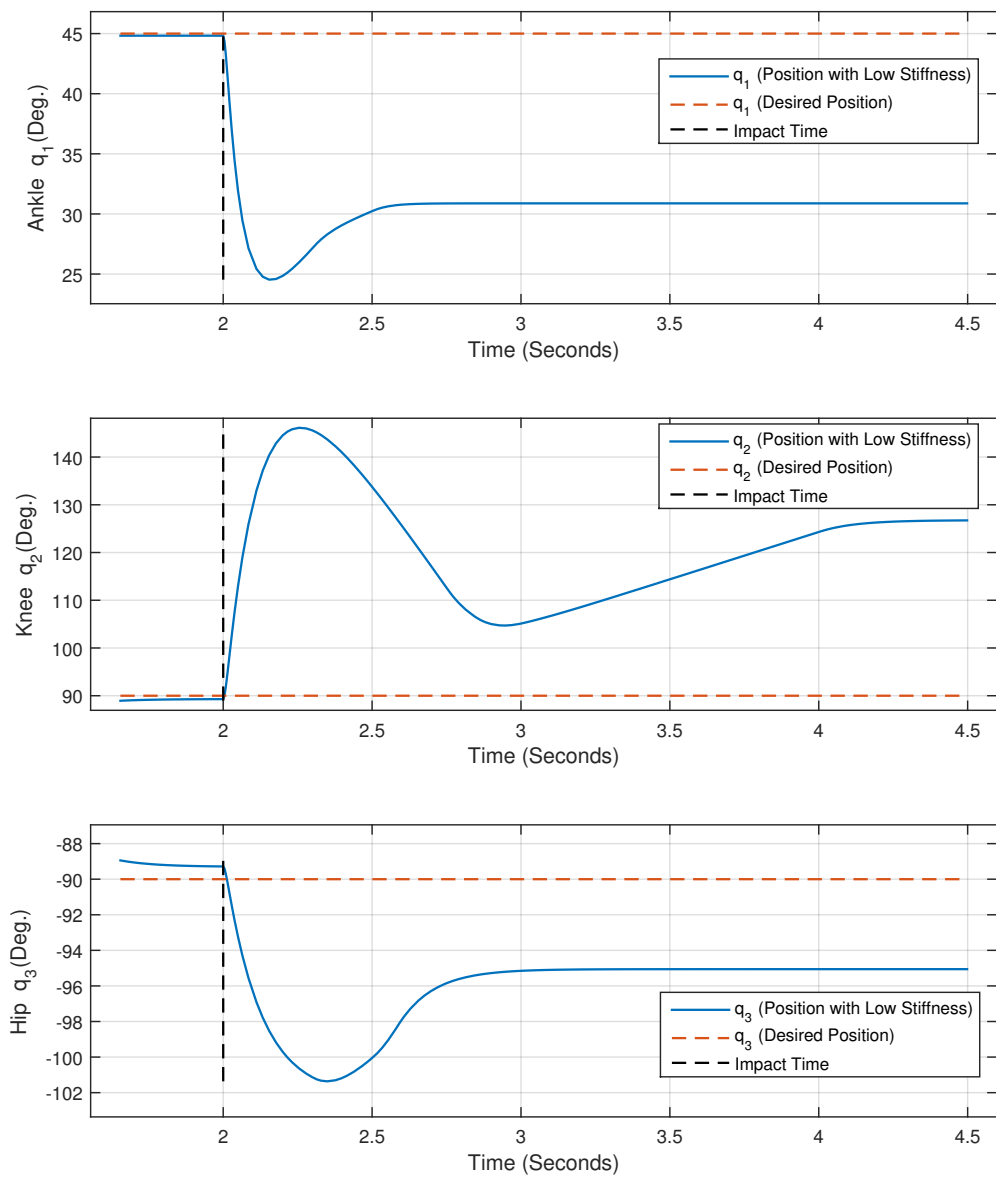 45
40
35
30
25
Ankle q1(Deg.)
q1 (Position with Low Stiffness)
q1 (Desired Position)
Impact Time
2
2.5
3
3.5
4
4.5
Time (Seconds)
140
130
120
110
100
90
Knee q2(Deg.)
q2 (Position with Low Stiffness)
q2 (Desired Position)
Impact Time
2
2.5
3
3.5
4
4.5
Time (Seconds)
-88
-90
-92
-94
-96
-98
-100
-102
Hip q3(Deg.)
q3 (Position with Low Stiffness)
q3 (Desired Position)
Impact Time
2
2.5
3
3.5
4
4.5
Time (Seconds)